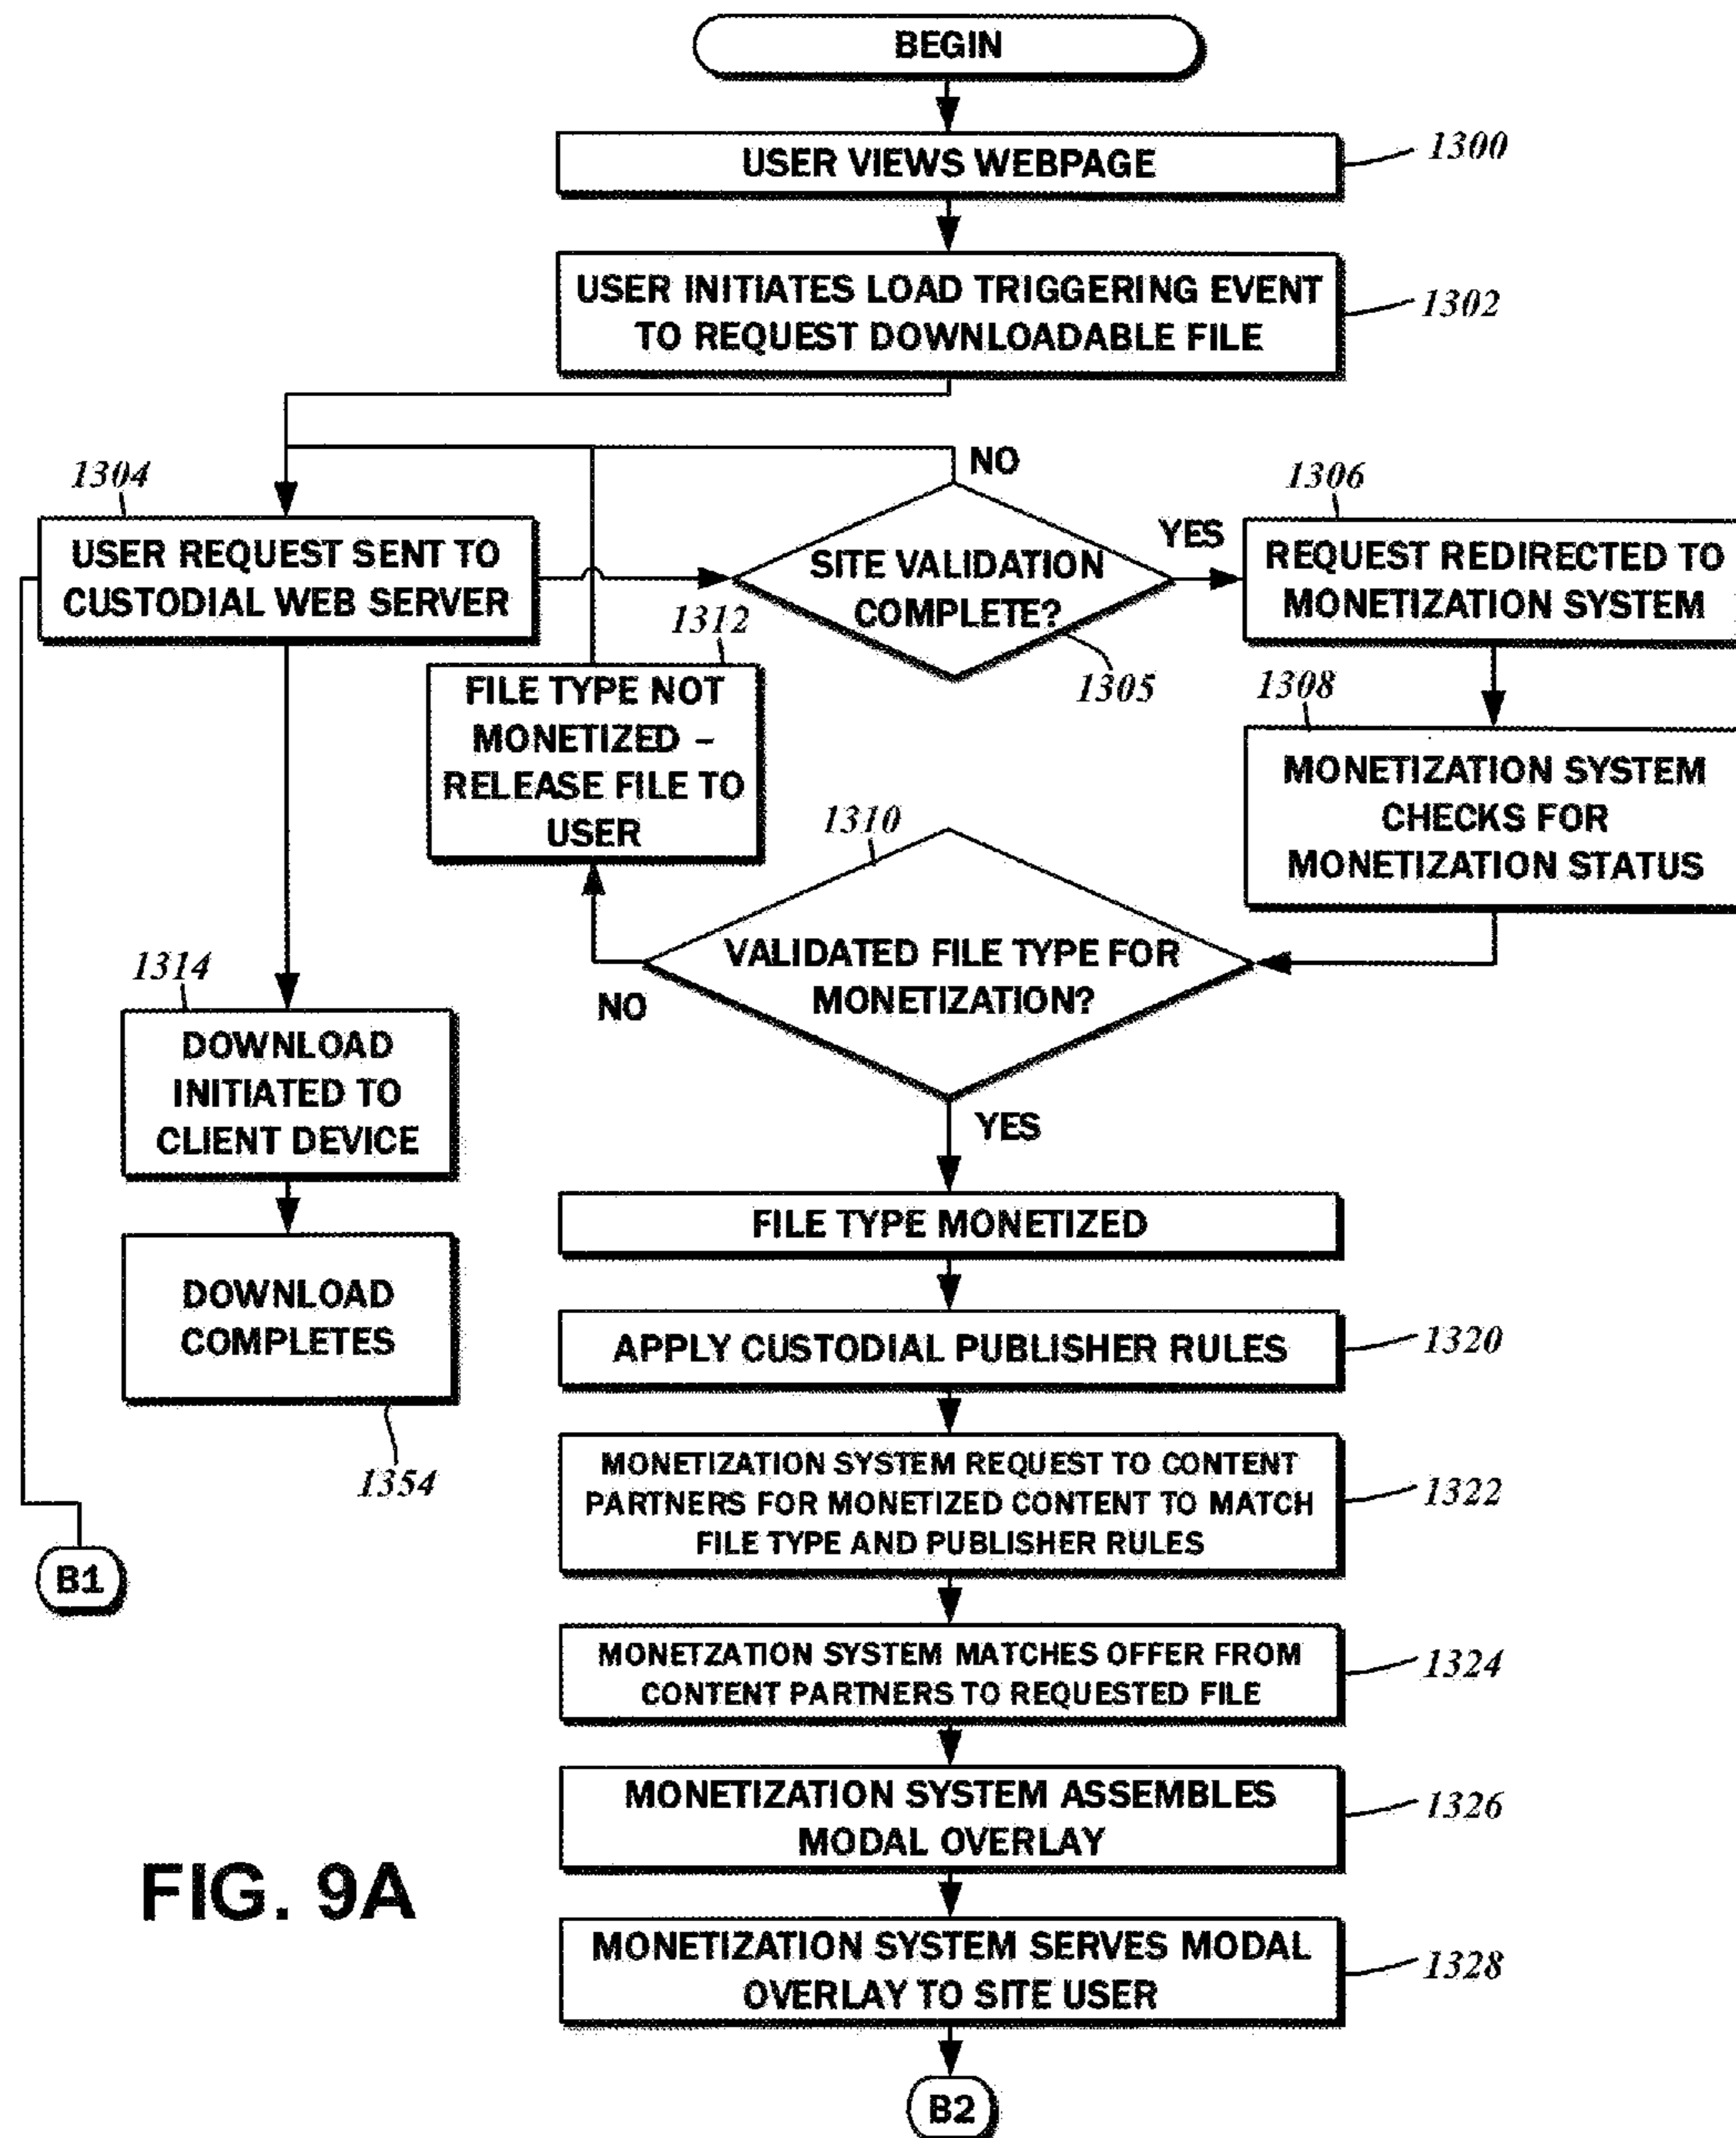 BEGIN
USER VIEWS WEBPAGE
1300
USER INITIATES LOAD TRIGGERING EVENT
TO REQUEST DOWNLOADABLE FILE
1302
1304
USER REQUEST SENT TO
CUSTODIAL WEB SERVER
NO
SITE VALIDATION
COMPLETE?
1305
YES
1306
REQUEST REDIRECTED TO
MONETIZATION SYSTEM
1312
FILE TYPE NOT
MONETIZED –
RELEASE FILE TO
USER
1308
MONETIZATION SYSTEM
CHECKS FOR
MONETIZATION STATUS
1310
VALIDATED FILE TYPE FOR
MONETIZATION?
NO
YES
1314
DOWNLOAD
INITIATED TO
CLIENT DEVICE
DOWNLOAD
COMPLETES
1354
B1
FILE TYPE MONETIZED
APPLY CUSTODIAL PUBLISHER RULES
1320
MONETIZATION SYSTEM REQUEST TO CONTENT
PARTNERS FOR MONETIZED CONTENT TO MATCH
FILE TYPE AND PUBLISHER RULES
1322
MONETZATION SYSTEM MATCHES OFFER FROM
CONTENT PARTNERS TO REQUESTED FILE
1324
MONETIZATION SYSTEM ASSEMBLES
MODAL OVERLAY
1326
MONETIZATION SYSTEM SERVES MODAL
OVERLAY TO SITE USER
1328
B2
FIG. 9A